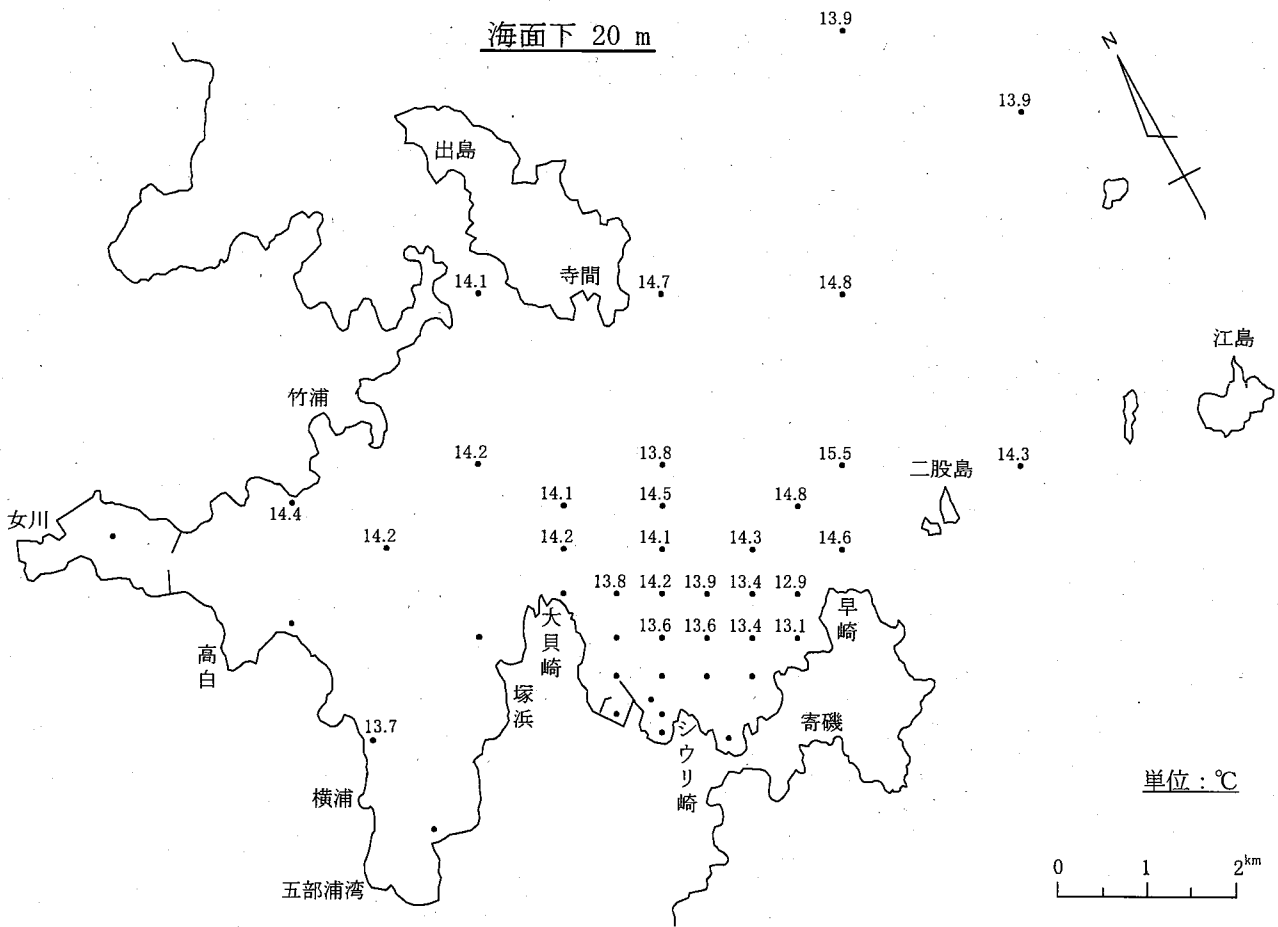 海面下 20 m
13.9
N
13.9
出島
寺間
14.1
14.7
14.8
江島
竹浦
14.2
13.8
15.5
二股島
14.3
14.4
14.1
14.5
14.8
女川
14.2
14.2
14.1
14.3
14.6
13.8
14.2
13.9
13.4
12.9
大貝崎
早崎
13.6
13.6
13.4
13.1
高白
塚浜
13.7
シウリ崎
寄磯
横浦
単位：℃
五部浦湾
0
1
2km